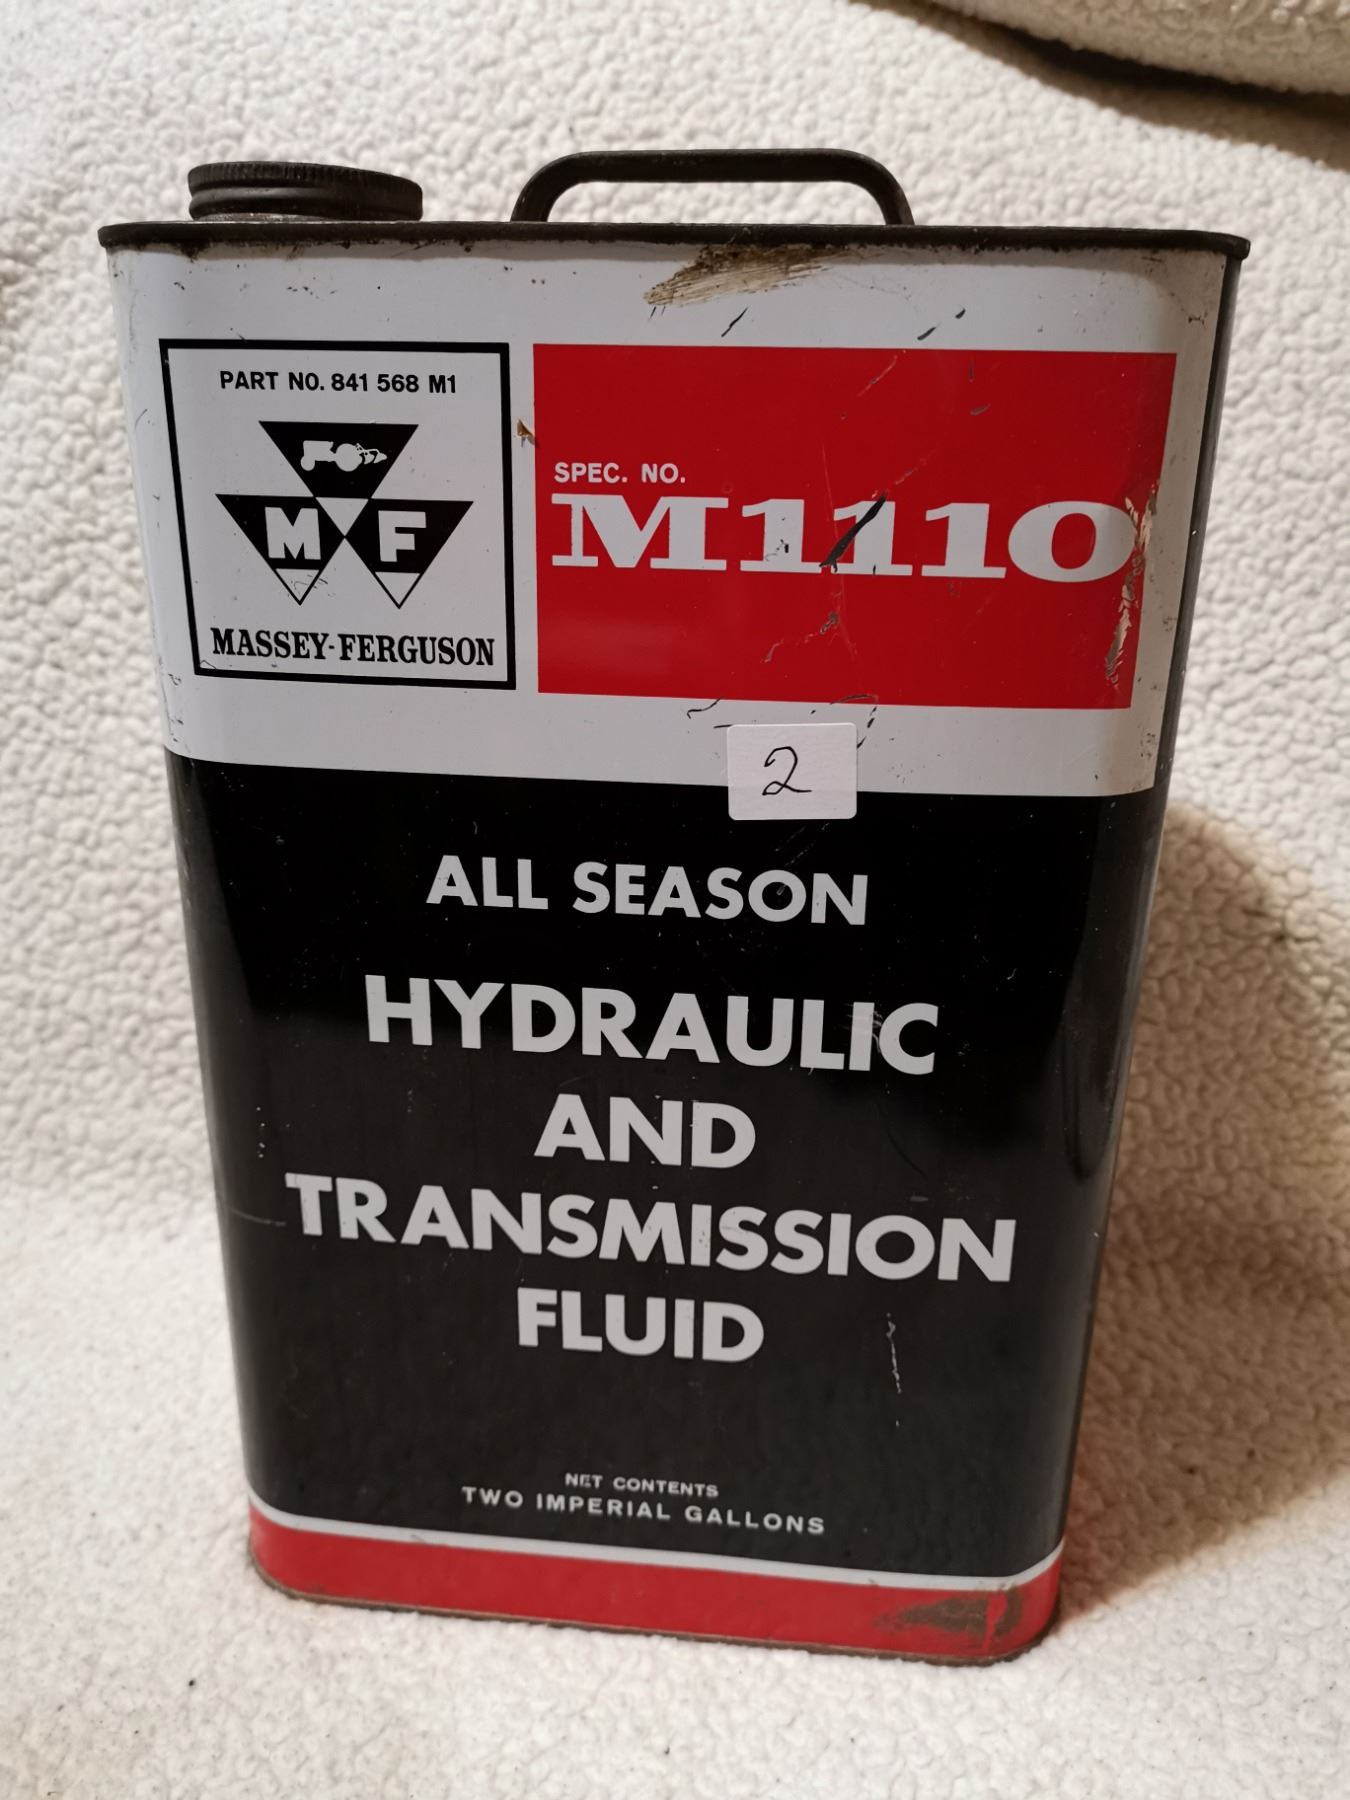 PART NO. 841 568 M1
M F
MASSEY-FERGUSON
SPEC. NO.
M1110
2
ALL SEASON
HYDRAULIC
AND
TRANSMISSION
FLUID
NET CONTENTS
TWO IMPERIAL GALLONS